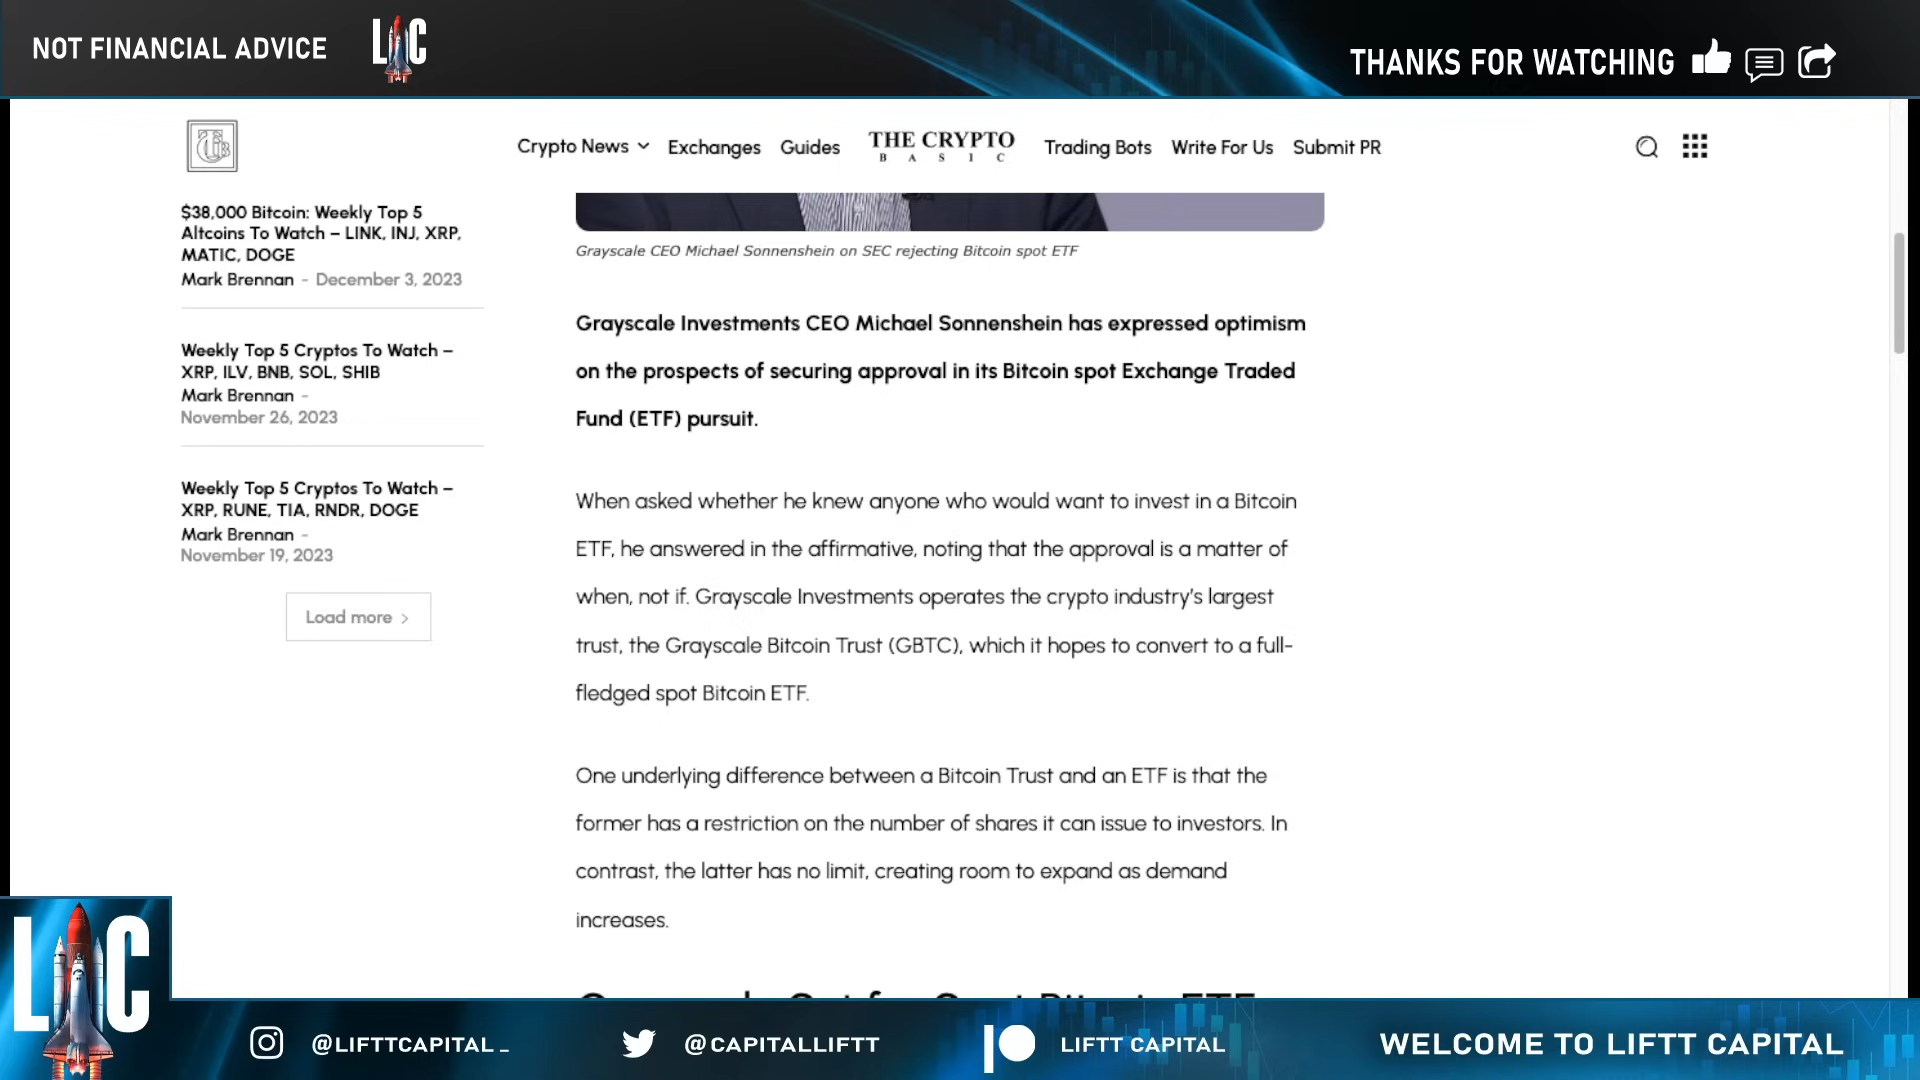 NOT FINANCIAL ADVICE
LC
THANKS FOR WATCHING
Crypto News
Exchanges
Guides
THE CRYPTO
BASIC
Trading Bots
Write For Us
Submit PR
$38,000 Bitcoin: Weekly Top 5
Altcoins To Watch – LINK, INJ, XRP,
MATIC, DOGE
Mark Brennan - December 3, 2023
Weekly Top 5 Cryptos To Watch –
XRP, ILV, BNB, SOL, SHIB
Mark Brennan -
November 26, 2023
Weekly Top 5 Cryptos To Watch –
XRP, RUNE, TIA, RNDR, DOGE
Mark Brennan -
November 19, 2023
Load more >
Grayscale CEO Michael Sonnenshein on SEC rejecting Bitcoin spot ETF
Grayscale Investments CEO Michael Sonnenshein has expressed optimism
on the prospects of securing approval in its Bitcoin spot Exchange Traded
Fund (ETF) pursuit.
When asked whether he knew anyone who would want to invest in a Bitcoin
ETF, he answered in the affirmative, noting that the approval is a matter of
when, not if. Grayscale Investments operates the crypto industry's largest
trust, the Grayscale Bitcoin Trust (GBTC), which it hopes to convert to a full-
fledged spot Bitcoin ETF.
One underlying difference between a Bitcoin Trust and an ETF is that the
former has a restriction on the number of shares it can issue to investors. In
contrast, the latter has no limit, creating room to expand as demand
increases.
LC
@LIFTTCAPITAL_
@CAPITALLIFTT
LIFTT CAPITAL
WELCOME TO LIFTT CAPITAL